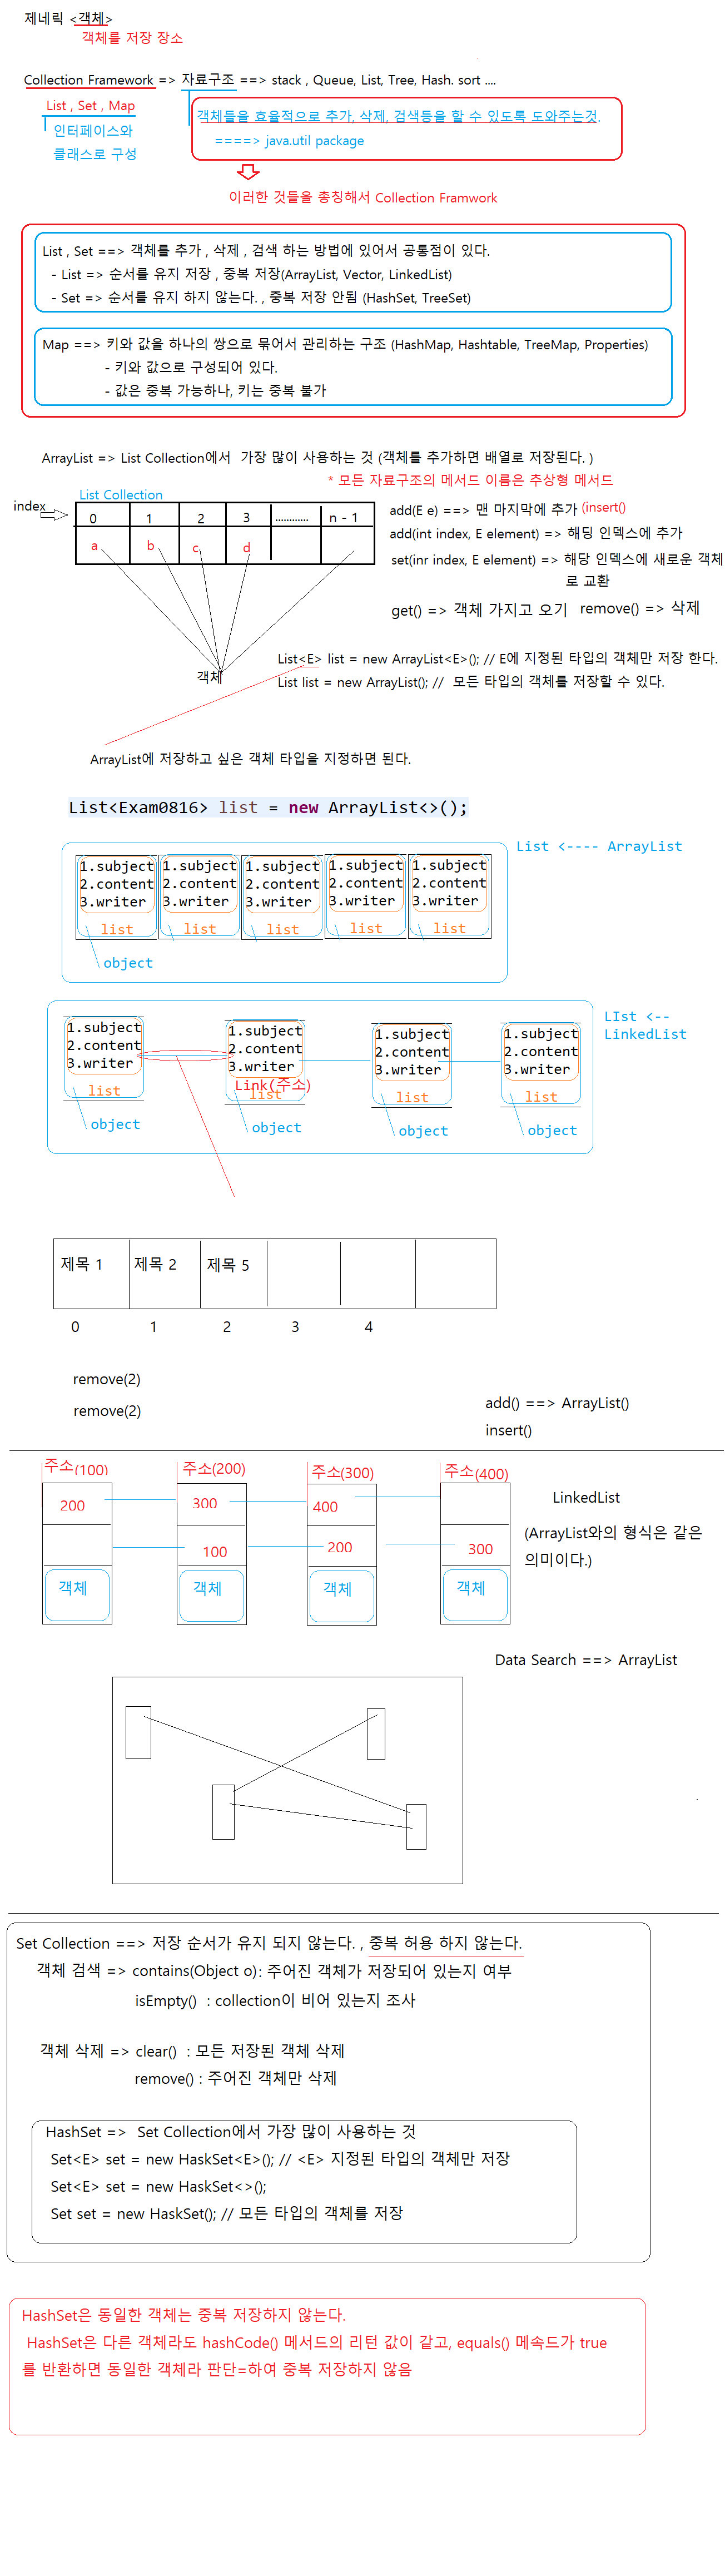 제네릭 <객체>
객체를 저장 장소
Collection Framework => 자료구조 ==> stack , Queue, List, Tree, Hash. sort ....
List , Set , Map
인터페이스와
클래스로 구성
객체들을 효율적으로 추가, 삭제, 검색등을 할 수 있도록 도와주는것.
====> java.util package
이러한 것들을 총칭해서 Collection Framwork
List , Set ==> 객체를 추가 , 삭제 , 검색 하는 방법에 있어서 공통점이 있다.
- List => 순서를 유지 저장 , 중복 저장(ArrayList, Vector, LinkedList)
- Set => 순서를 유지 하지 않는다. , 중복 저장 안됨 (HashSet, TreeSet)
Map ==> 키와 값을 하나의 쌍으로 묶어서 관리하는 구조 (HashMap, Hashtable, TreeMap, Properties)
- 키와 값으로 구성되어 있다.
- 값은 중복 가능하나, 키는 중복 불가
ArrayList => List Collection에서 가장 많이 사용하는 것 (객체를 추가하면 배열로 저장된다. )
* 모든 자료구조의 메서드 이름은 추상형 메서드
List Collection
index
0 1 2 3 ............ n - 1
a b c d
객체
add(E e) ==> 맨 마지막에 추가 (insert()
add(int index, E element) => 해딩 인덱스에 추가
set(inr index, E element) => 해당 인덱스에 새로운 객체
로 교환
get() => 객체 가지고 오기 remove() => 삭제
List<E> list = new ArrayList<E>(); // E에 지정된 타입의 객체만 저장 한다.
List list = new ArrayList(); // 모든 타입의 객체를 저장할 수 있다.
ArrayList에 저장하고 싶은 객체 타입을 지정하면 된다.
List<Exam0816> list = new ArrayList<>();
List <---- ArrayList
1.subject 1.subject 1.subject 1.subject 1.subject
2.content 2.content 2.content 2.content 2.content
3.writer 3.writer 3.writer 3.writer 3.writer
list list list list list
object
LIst <--
LinkedList
1.subject 1.subject 1.subject 1.subject
2.content 2.content 2.content 2.content
3.writer 3.writer 3.writer 3.writer
Link(주소)
list list list list
object object object object
제목 1 제목 2 제목 5
0 1 2 3 4
remove(2)
remove(2)
add() ==> ArrayList()
insert()
주소(100) 주소(200) 주소(300) 주소(400)
200 300 400
100 200 300
객체 객체 객체 객체
LinkedList
(ArrayList와의 형식은 같은
의미이다.)
Data Search ==> ArrayList
Set Collection ==> 저장 순서가 유지 되지 않는다. , 중복 허용 하지 않는다.
객체 검색 => contains(Object o): 주어진 객체가 저장되어 있는지 여부
isEmpty() : collection이 비어 있는지 조사
객체 삭제 => clear() : 모든 저장된 객체 삭제
remove() : 주어진 객체만 삭제
HashSet => Set Collection에서 가장 많이 사용하는 것
Set<E> set = new HaskSet<E>(); // <E> 지정된 타입의 객체만 저장
Set<E> set = new HaskSet<>();
Set set = new HaskSet(); // 모든 타입의 객체를 저장
HashSet은 동일한 객체는 중복 저장하지 않는다.
HashSet은 다른 객체라도 hashCode() 메서드의 리턴 값이 같고, equals() 메속드가 true
를 반환하면 동일한 객체라 판단=하여 중복 저장하지 않음